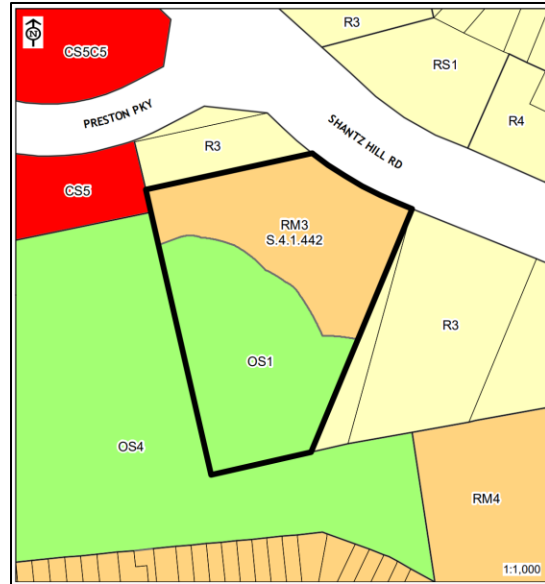 N
R3
CS5C5
RS1
PRESTON PKY
SHANTZ HILL RD
R4
R3
CS5
RM3
S.4.1.442
R3
OS1
OS4
RM4
1:1,000